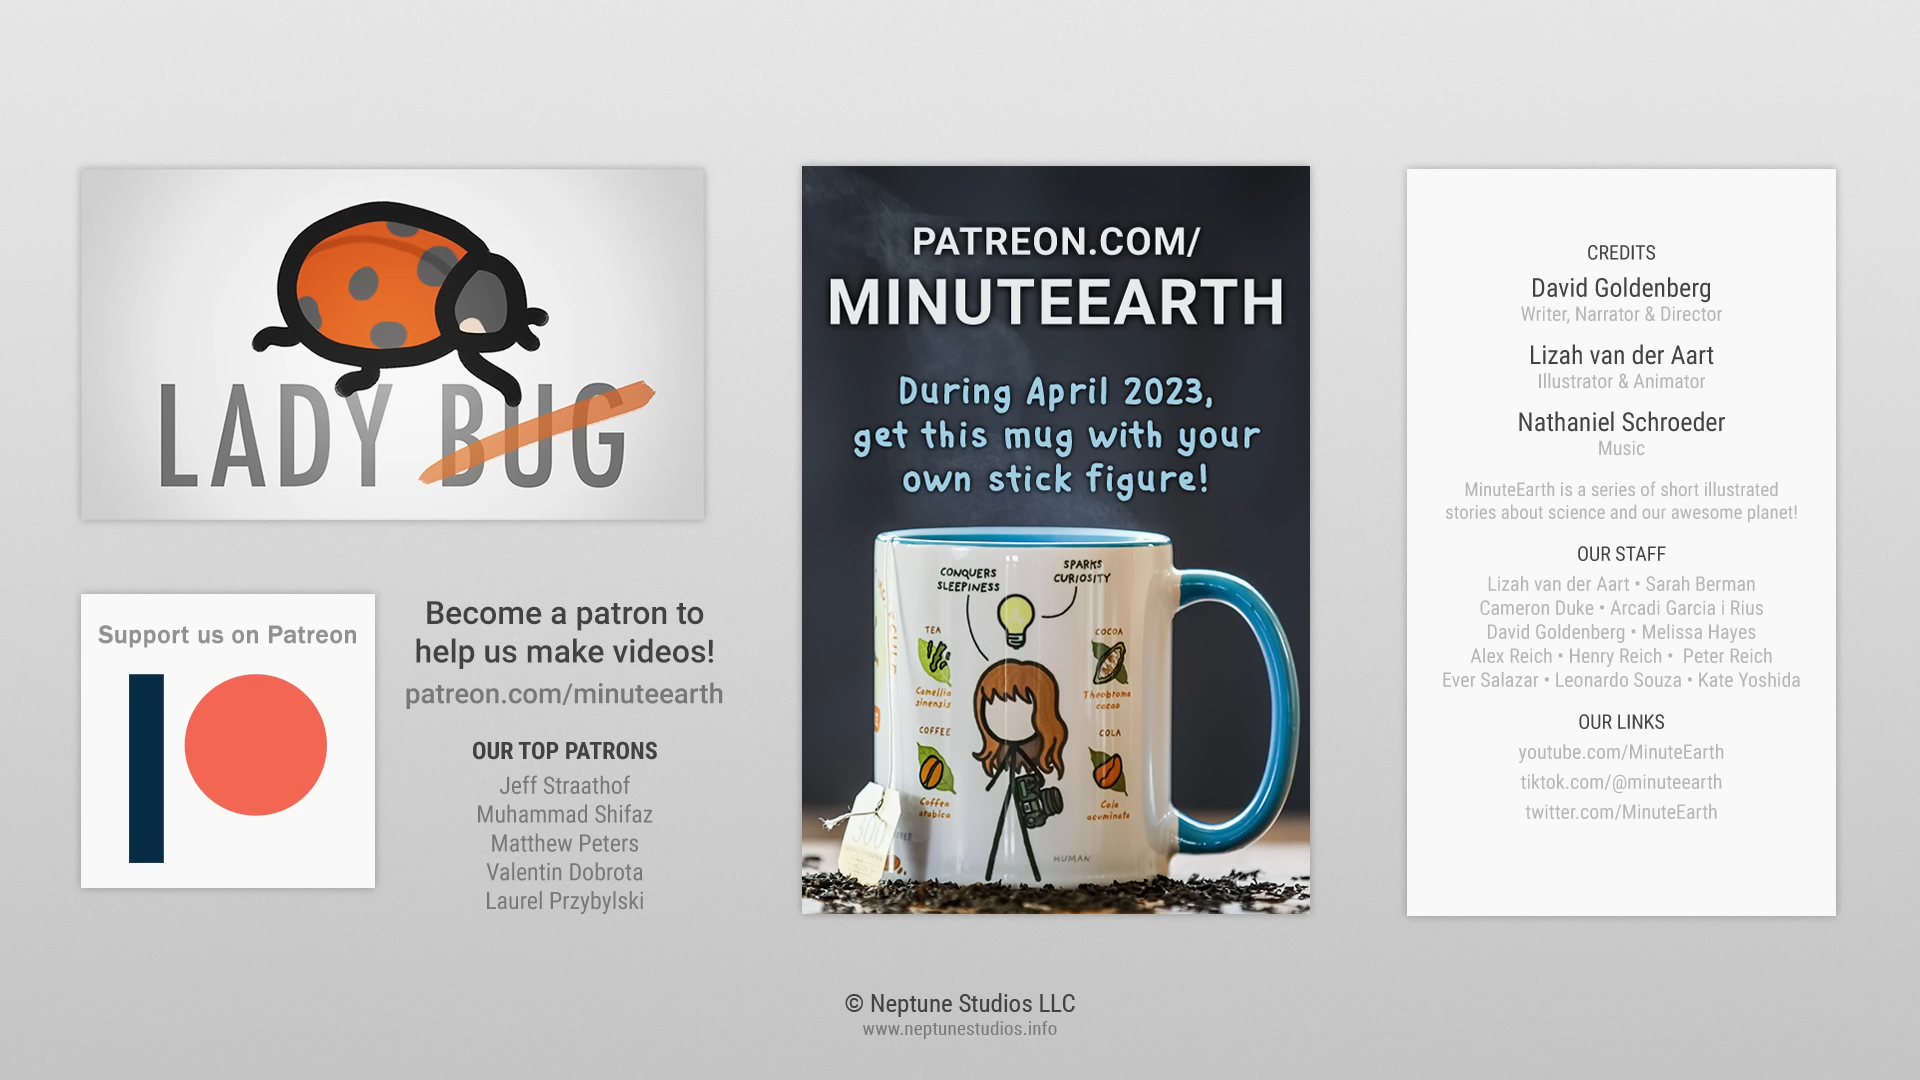 LADY BUG
Support us on Patreon
Become a patron to
help us make videos!
patreon.com/minuteearth
OUR TOP PATRONS
Jeff Straathof
Muhammad Shifaz
Matthew Peters
Valentin Dobrota
Laurel Przybylski
PATREON.COM/
MINUTEEARTH
During April 2023,
get this mug with your
own stick figure!
CONQUERS
SLEEPINESS
SPARKS
CURIOSITY
TEA
Camellia
sinensis
COCOA
Theobroma
cacao
COFFEE
Coffea
arabica
COLA
Cola
acuminata
300
HUMAN
CREDITS
David Goldenberg
Writer, Narrator & Director
Lizah van der Aart
Illustrator & Animator
Nathaniel Schroeder
Music
MinuteEarth is a series of short illustrated
stories about science and our awesome planet!
OUR STAFF
Lizah van der Aart • Sarah Berman
Cameron Duke • Arcadi Garcia i Rius
David Goldenberg • Melissa Hayes
Alex Reich • Henry Reich • Peter Reich
Ever Salazar • Leonardo Souza • Kate Yoshida
OUR LINKS
youtube.com/MinuteEarth
tiktok.com/@minuteearth
twitter.com/MinuteEarth
© Neptune Studios LLC
www.neptunestudios.info